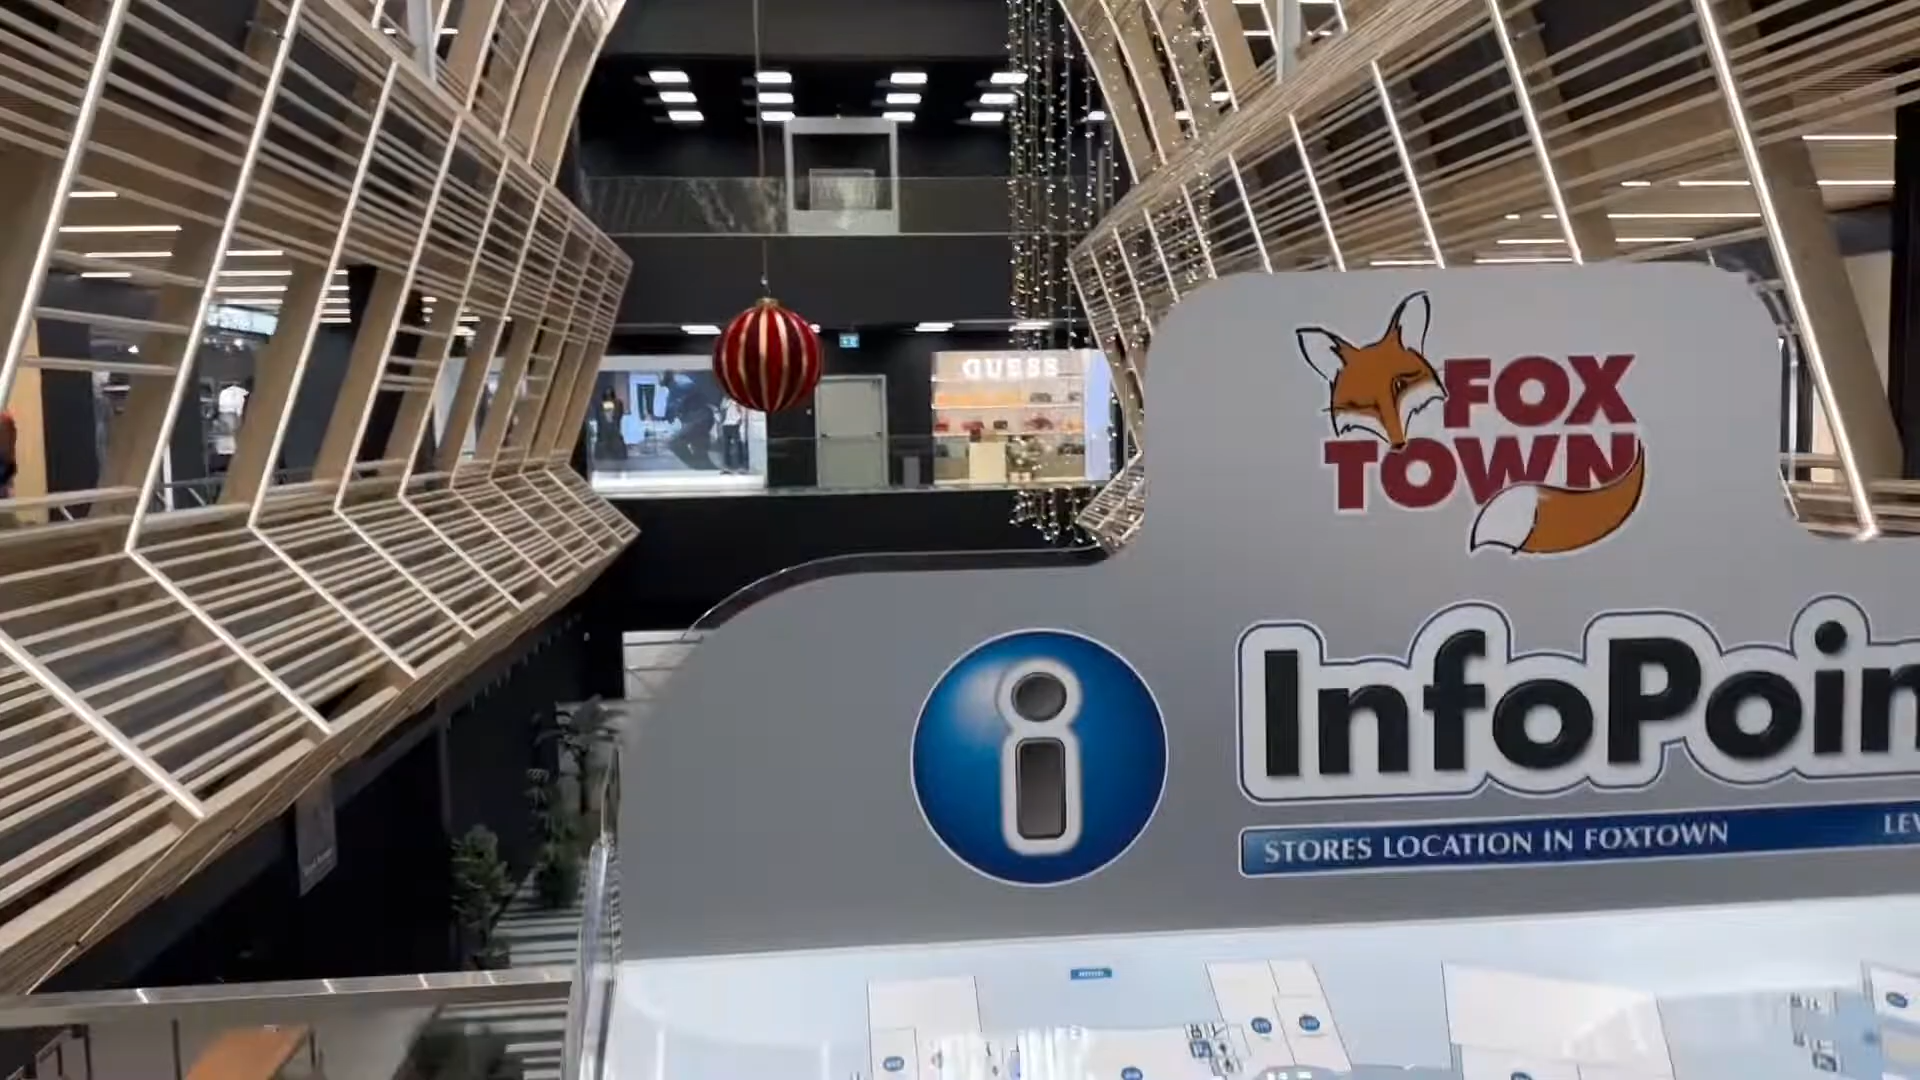 GUESS
FOX
TOWN
i
InfoPoin
STORES LOCATION IN FOXTOWN LEV